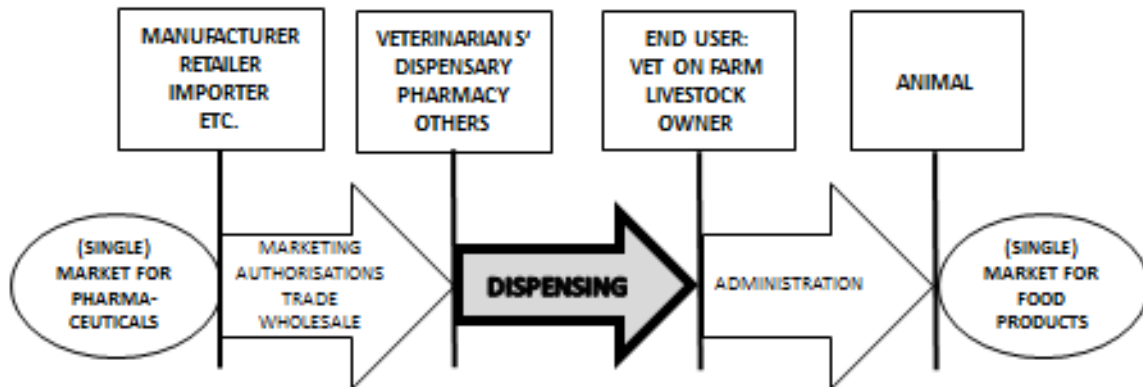 MANUFACTURER
RETAILER
IMPORTER
ETC.
VETERINARIANS'
DISPENSARY
PHARMACY
OTHERS
END USER:
VET ON FARM
LIVESTOCK
OWNER
ANIMAL
(SINGLE)
MARKET FOR
PHARMA-
CEUTICALS
MARKETING
AUTHORISATIONS
TRADE
WHOLESALE
DISPENSING
ADMINISTRATION
(SINGLE)
MARKET FOR
FOOD
PRODUCTS